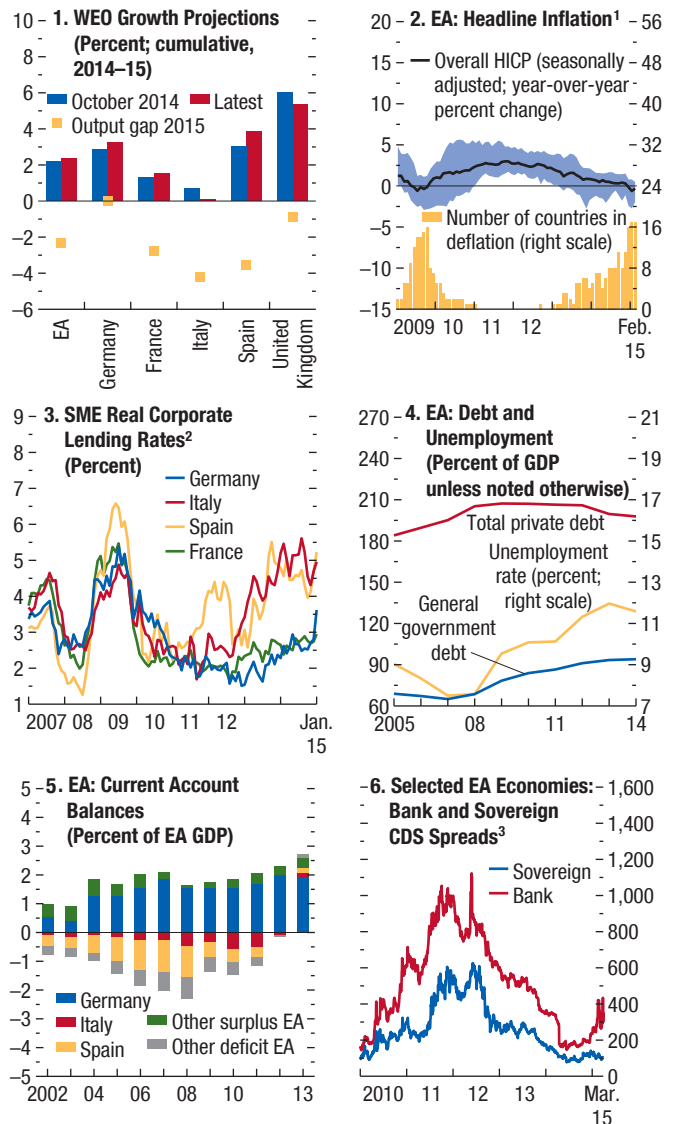 1. WEO Growth Projections
(Percent; cumulative,
2014–15)
October 2014
Latest
Output gap 2015
10
8
6
4
2
0
−2
−4
−6
EA
Germany
France
Italy
Spain
United
Kingdom
2. EA: Headline Inflation1
Overall HICP (seasonally
adjusted; year-over-year
percent change)
Number of countries in
deflation (right scale)
20
15
10
5
0
−5
−10
−15
56
52
48
44
40
36
32
28
24
20
16
12
8
4
0
2009 10 11 12 Feb.
15
3. SME Real Corporate
Lending Rates2
(Percent)
Germany
Italy
Spain
France
9
8
7
6
5
4
3
2
1
2007 08 09 10 11 12 Jan.
15
4. EA: Debt and
Unemployment
(Percent of GDP
unless noted otherwise)
Total private debt
Unemployment
rate (percent;
right scale)
General
government
debt
270
240
210
180
150
120
90
60
21
19
17
15
13
12
11
9
7
2005 08 11 14
5. EA: Current Account
Balances
(Percent of EA GDP)
Germany
Italy
Spain
Other surplus EA
Other deficit EA
5
4
3
2
1
0
−1
−2
−3
−4
−5
2002 04 06 08 10 13
6. Selected EA Economies:
Bank and Sovereign
CDS Spreads3
Sovereign
Bank
1,600
1,400
1,200
1,000
800
600
400
200
0
2010 11 12 13 Mar.
15